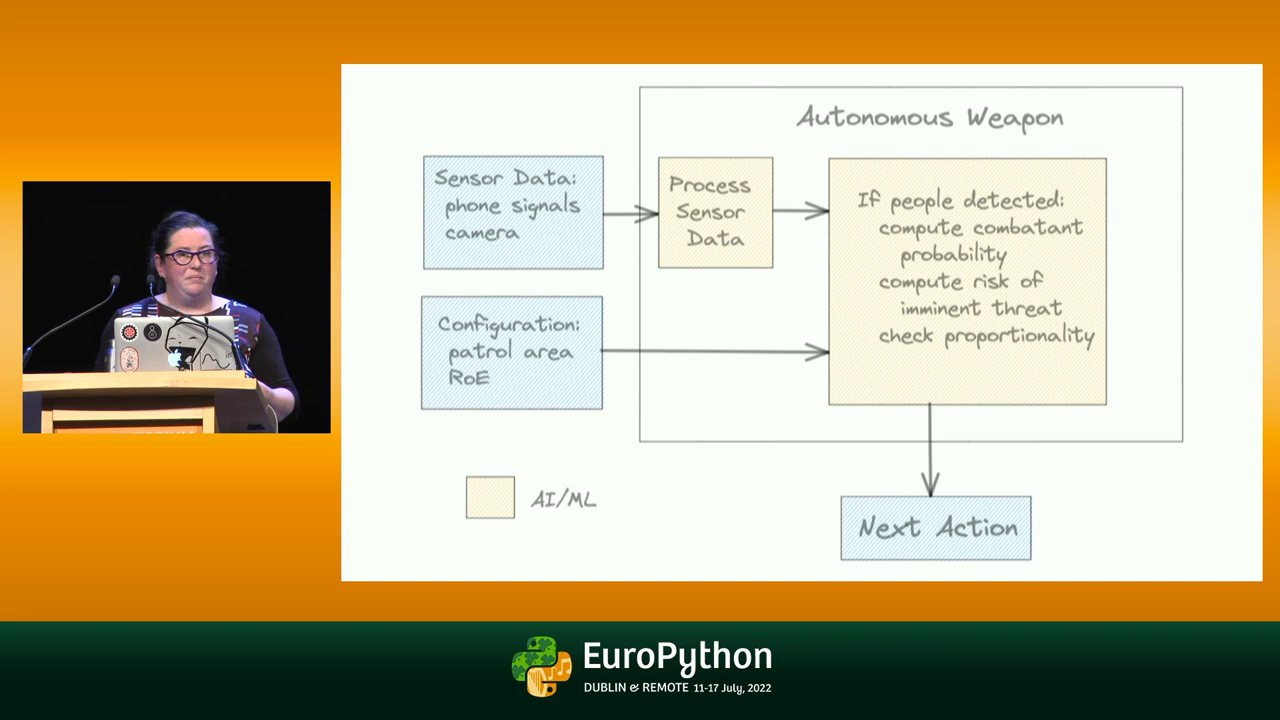 Autonomous Weapon
Sensor Data:
phone signals
camera
Process
Sensor
Data
If people detected:
compute combatant
probability
compute risk of
imminent threat
check proportionality
Configuration:
patrol area
RoE
AI/ML
Next Action
EuroPython
DUBLIN & REMOTE 11-17 July, 2022